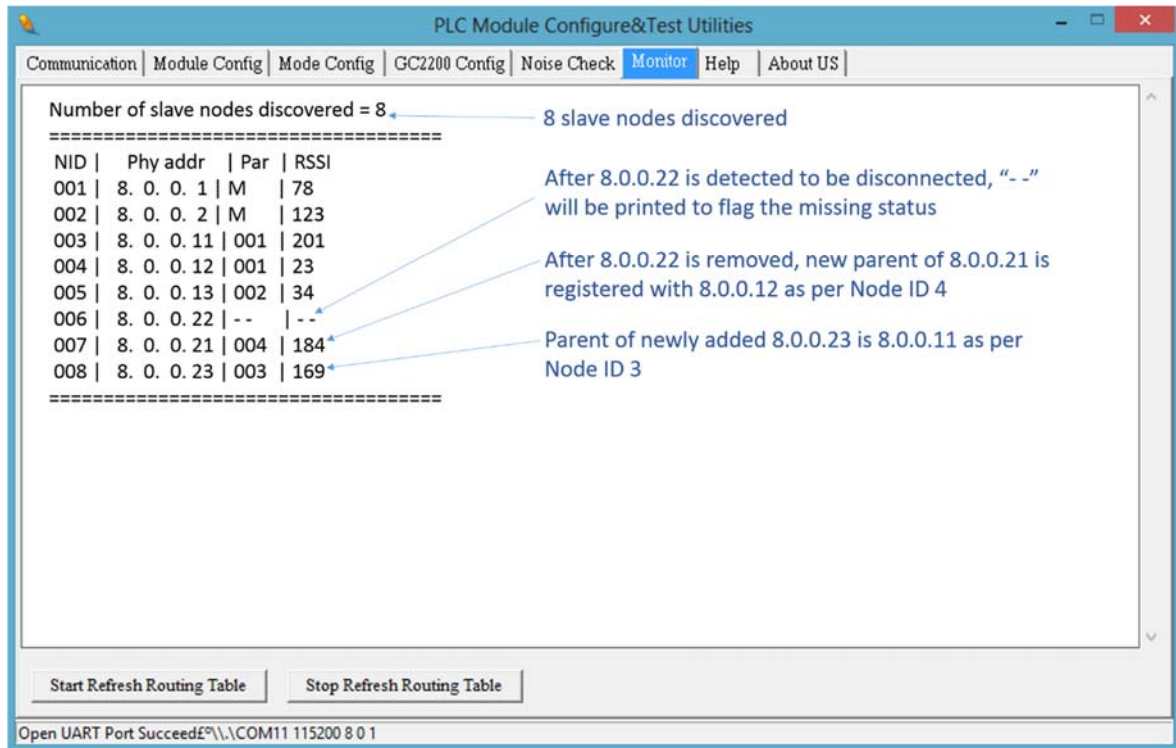 PLC Module Configure&Test Utilities
Communication | Module Config | Mode Config | GC2200 Config | Noise Check | Monitor | Help | About US
Number of slave nodes discovered = 8
====================================
NID | Phy addr | Par | RSSI
001 | 8. 0. 0. 1 | M | 78
002 | 8. 0. 0. 2 | M | 123
003 | 8. 0. 0. 11 | 001 | 201
004 | 8. 0. 0. 12 | 001 | 23
005 | 8. 0. 0. 13 | 002 | 34
006 | 8. 0. 0. 22 | - - | - -
007 | 8. 0. 0. 21 | 004 | 184
008 | 8. 0. 0. 23 | 003 | 169
====================================
8 slave nodes discovered
After 8.0.0.22 is detected to be disconnected, “- -”
will be printed to flag the missing status
After 8.0.0.22 is removed, new parent of 8.0.0.21 is
registered with 8.0.0.12 as per Node ID 4
Parent of newly added 8.0.0.23 is 8.0.0.11 as per
Node ID 3
Start Refresh Routing Table
Stop Refresh Routing Table
Open UART Port Succeed£º\\.\COM11 115200 8 0 1